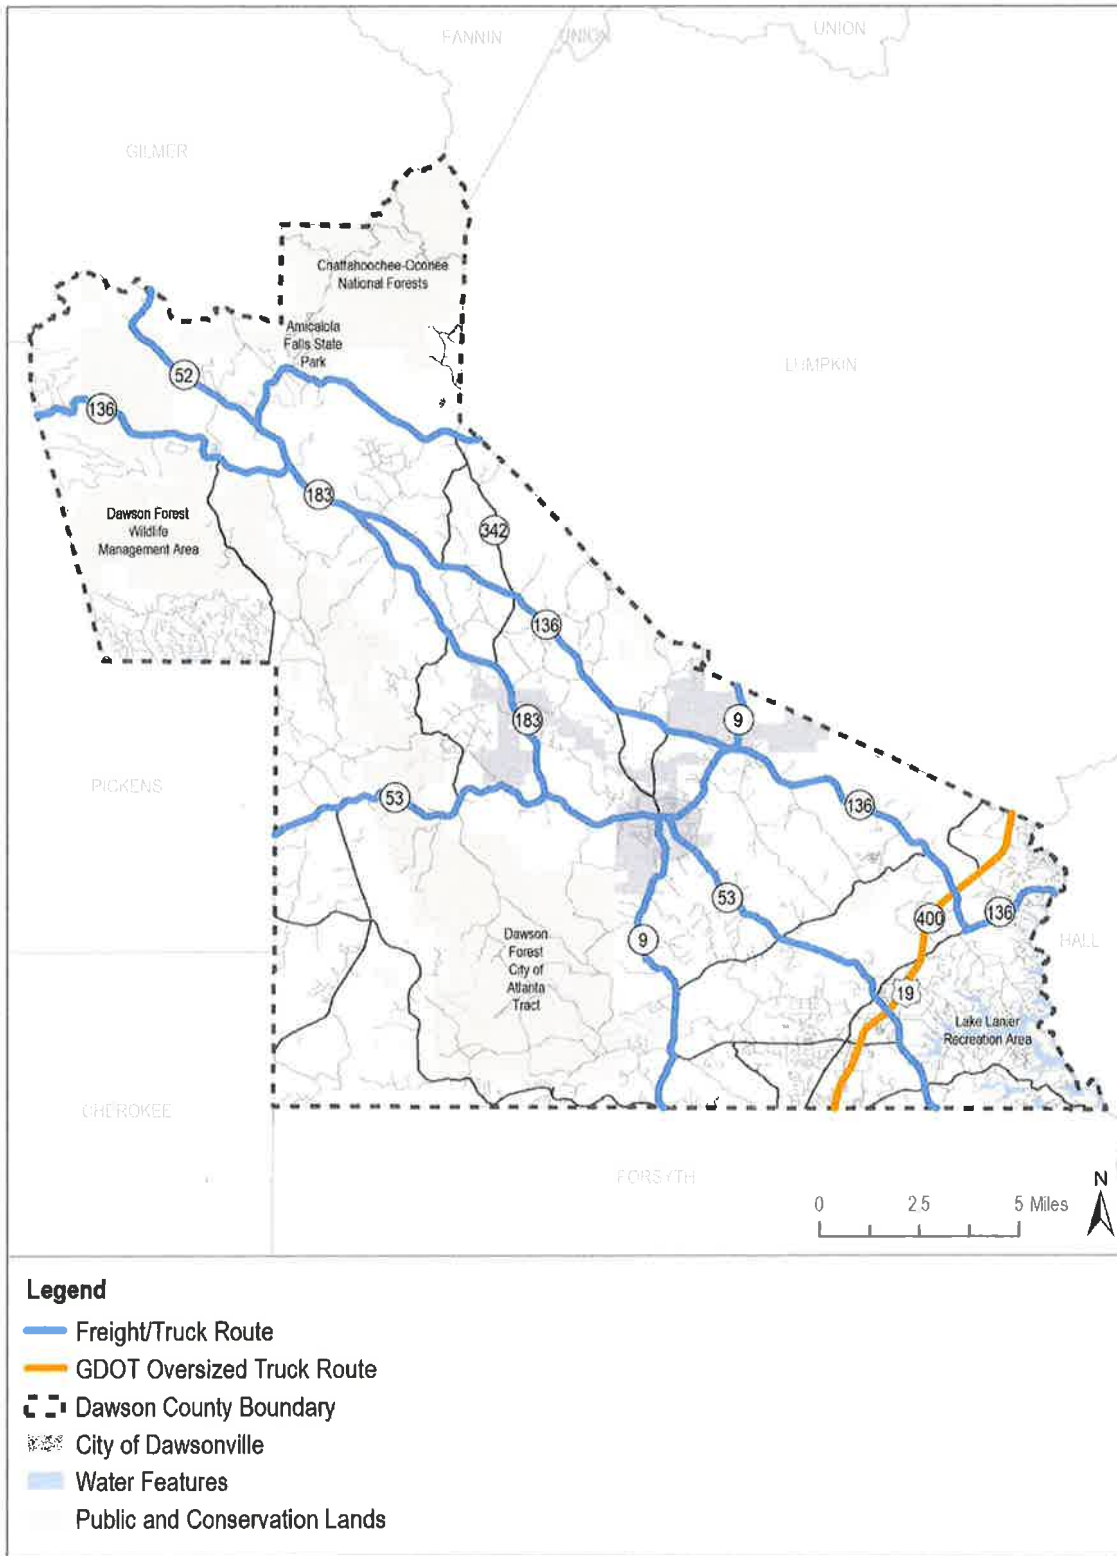 FANNIN
UNION
UNION
GILMER
Chattahoochee-Oconee
National Forests
Amicalola
Falls State
Park
LUMPKIN
52
136
183
Dawson Forest
Wildlife
Management Area
342
136
183
9
PICKENS
53
136
53
400
136
9
HALL
Dawson
Forest
City of
Atlanta
Tract
19
Lake Lanier
Recreation Area
CHEROKEE
FORSYTH
N
0 2.5 5 Miles
Legend
Freight/Truck Route
GDOT Oversized Truck Route
Dawson County Boundary
City of Dawsonville
Water Features
Public and Conservation Lands